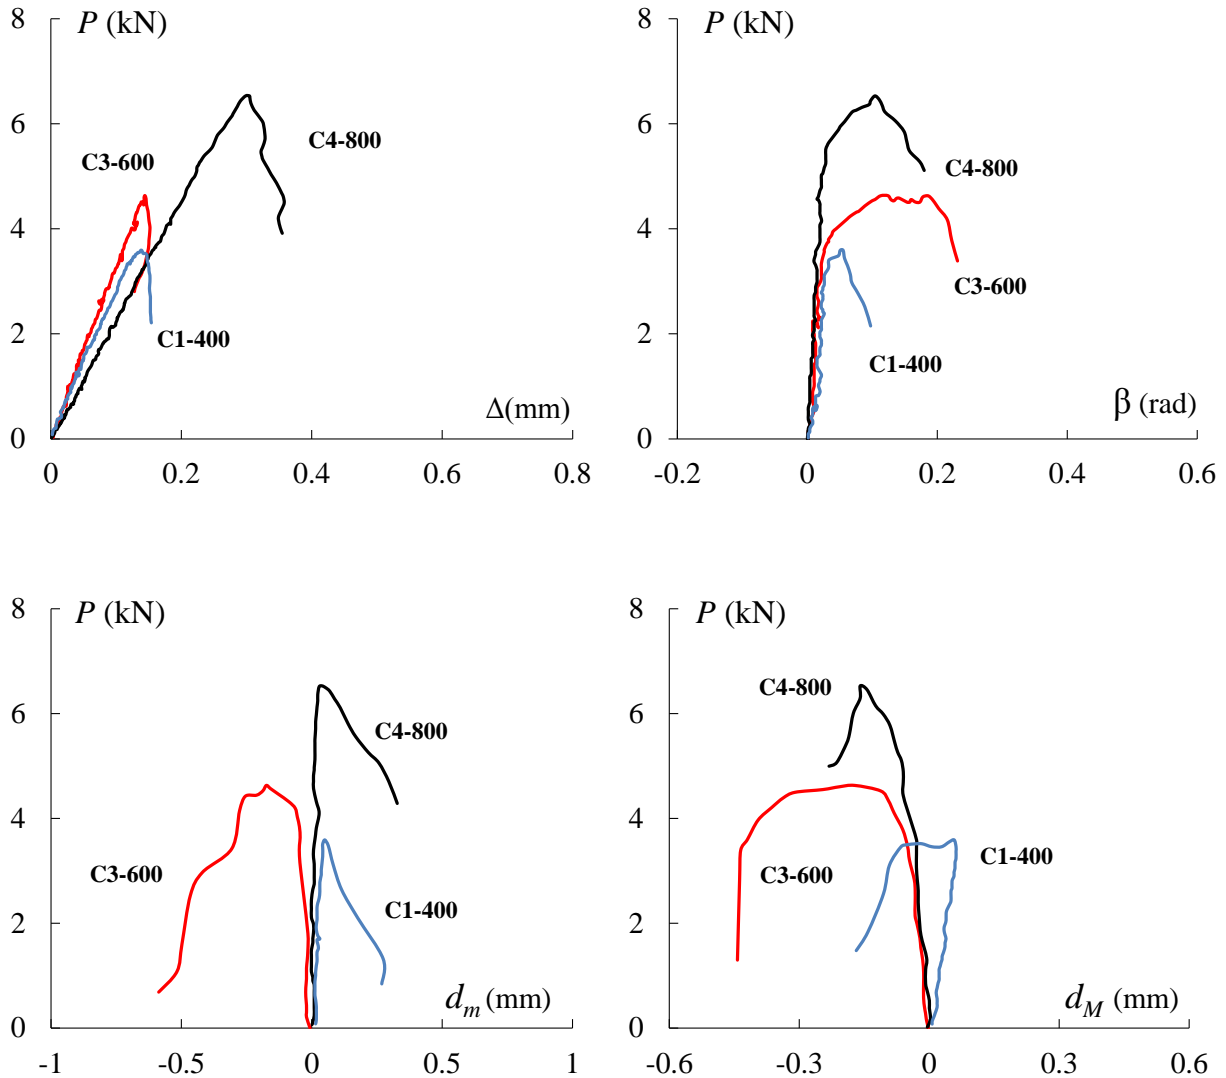 8
P (kN)
6
4
2
0
C3-600
C4-800
C1-400
Δ(mm)
0 0.2 0.4 0.6 0.8
8
P (kN)
6
4
2
0
C4-800
C3-600
C1-400
β (rad)
-0.2 0 0.2 0.4 0.6
8
P (kN)
6
4
2
0
C4-800
C3-600
C1-400
dm (mm)
-1 -0.5 0 0.5 1
8
P (kN)
6
4
2
0
C4-800
C3-600
C1-400
dM (mm)
-0.6 -0.3 0 0.3 0.6